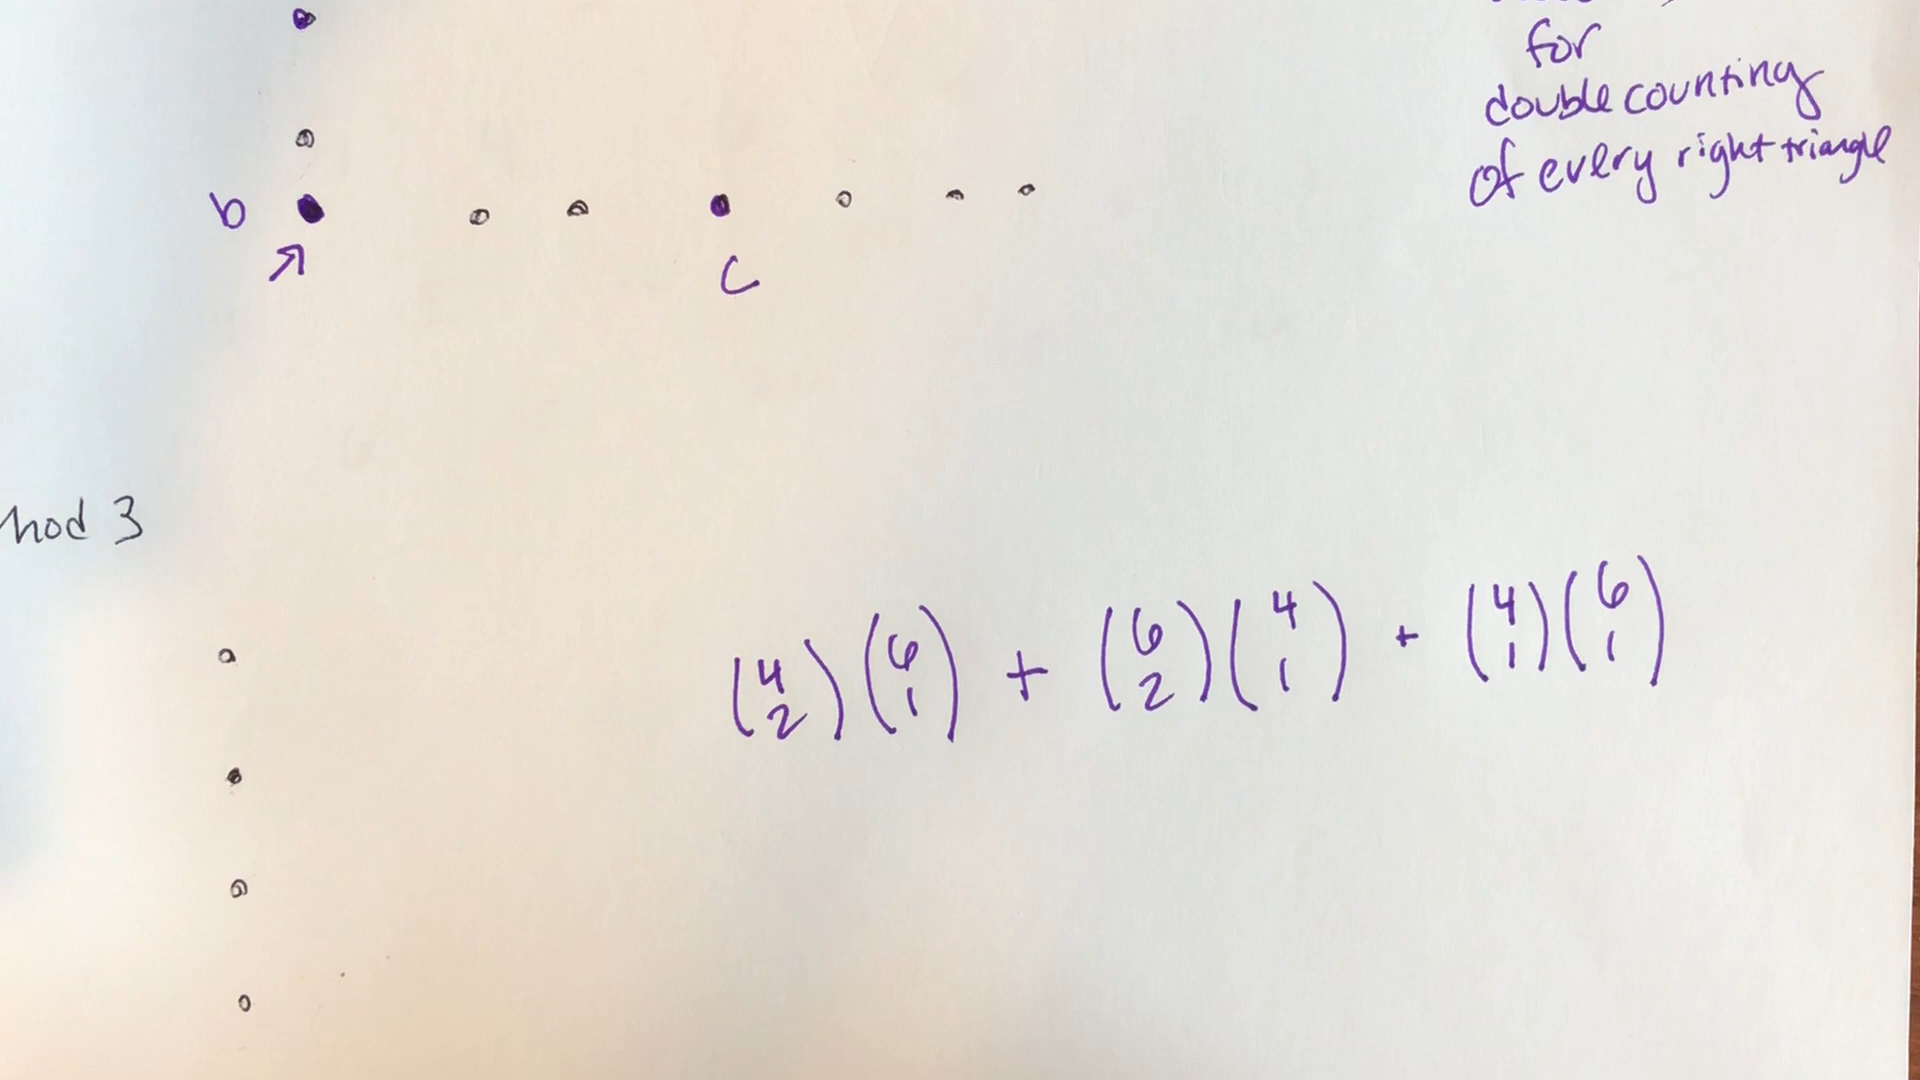 for
double counting
of every right triangle
b
c
hod 3
(4 2)(6 1) + (6 2)(4 1) + (4 1)(6 1)